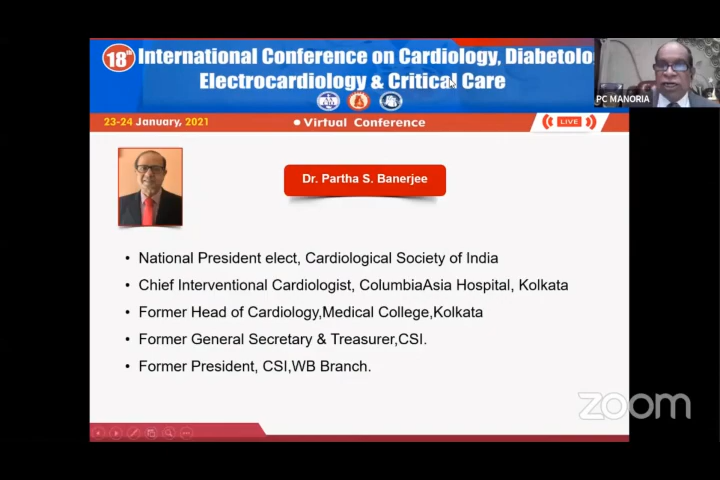 18th International Conference on Cardiology, Diabetolo
Electrocardiology & Critical Care
PC MANORIA
23-24 January, 2021
• Virtual Conference
LIVE
Dr. Partha S. Banerjee
• National President elect, Cardiological Society of India
• Chief Interventional Cardiologist, ColumbiaAsia Hospital, Kolkata
• Former Head of Cardiology,Medical College,Kolkata
• Former General Secretary & Treasurer,CSI.
• Former President, CSI,WB Branch.
zoom